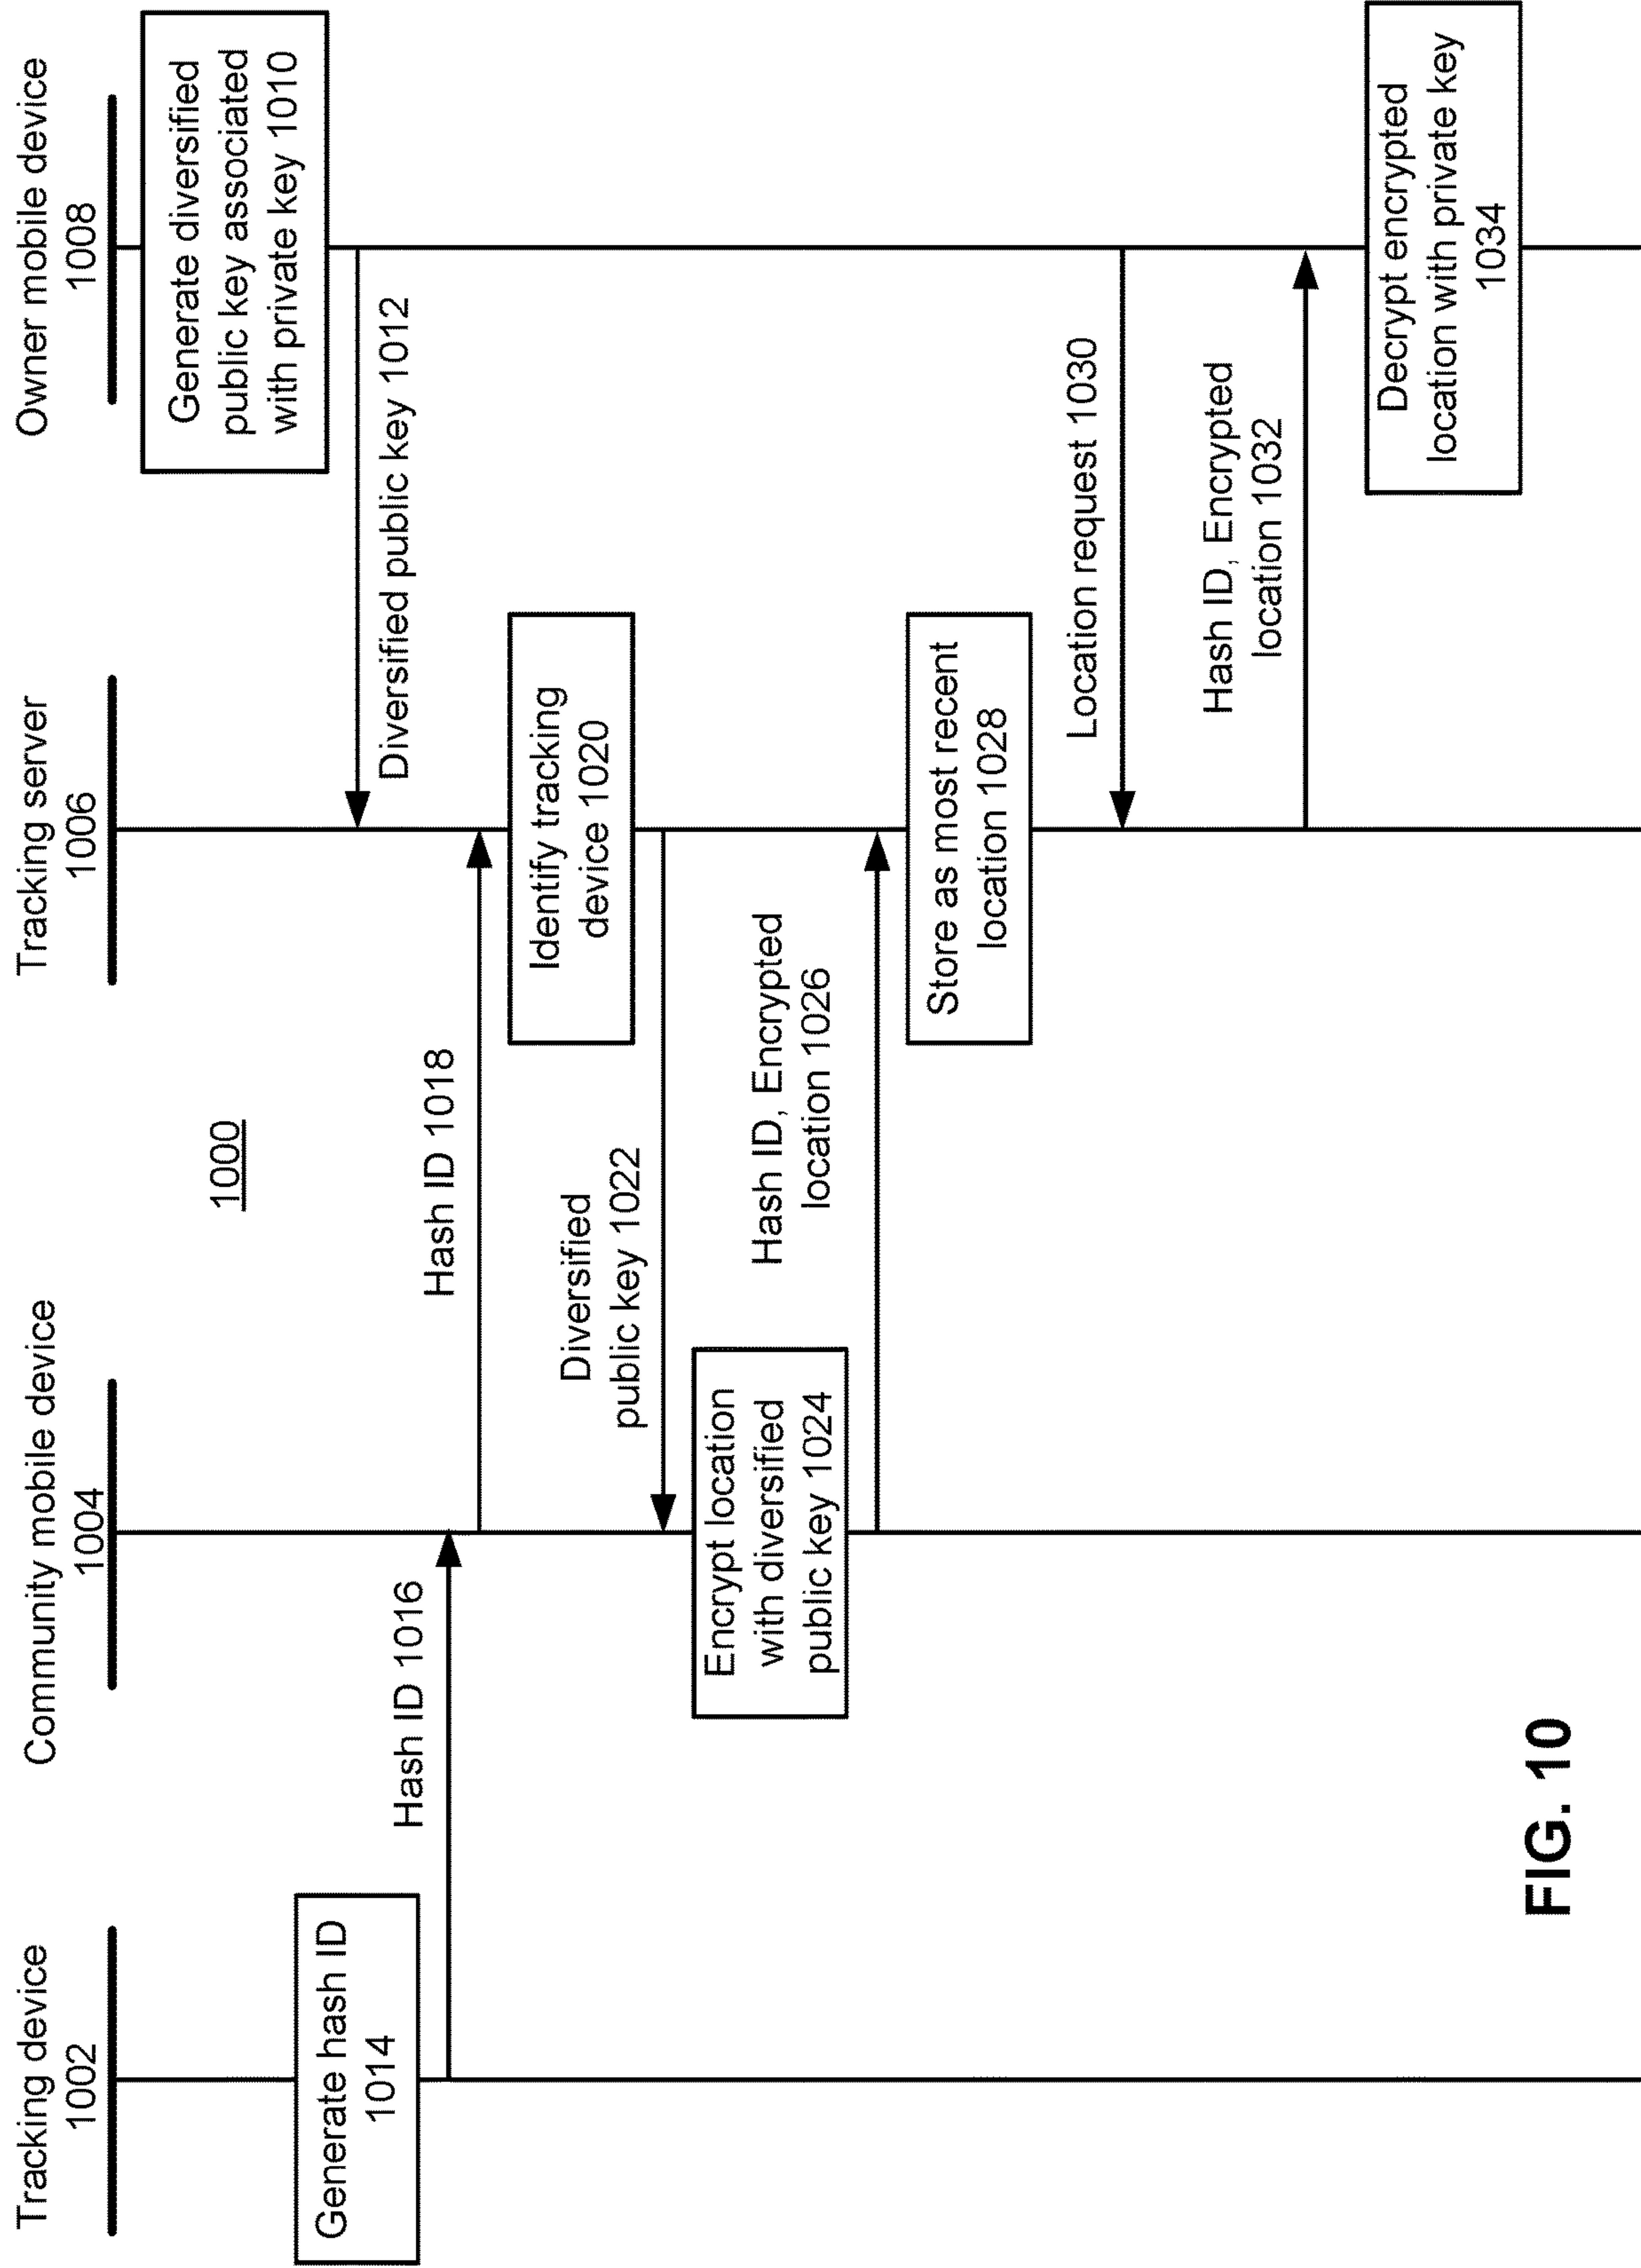 Tracking device
1002
Community mobile device
1004
Tracking server
1006
Owner mobile device
1008
Generate diversified
public key associated
with private key 1010
1000
Diversified public key 1012
Generate hash ID
1014
Hash ID 1016
Hash ID 1018
Identify tracking
device 1020
Diversified
public key 1022
Encrypt location
with diversified
public key 1024
Hash ID, Encrypted
location 1026
Store as most recent
location 1028
Location request 1030
Hash ID, Encrypted
location 1032
Decrypt encrypted
location with private key
1034
FIG. 10